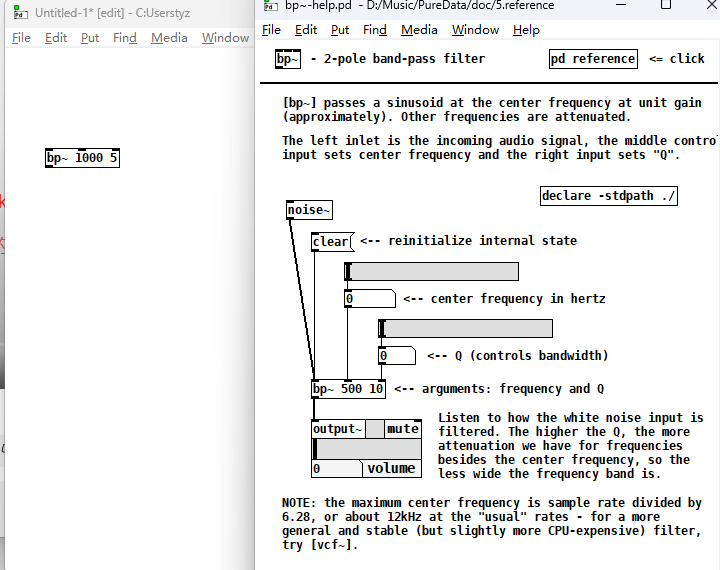 Untitled-1* [edit] - C:Userstyz
File Edit Put Find Media Window
bp~ 1000 5
bp~-help.pd - D:/Music/PureData/doc/5.reference
File Edit Put Find Media Window Help
bp~ - 2-pole band-pass filter
pd reference <= click
[bp~] passes a sinusoid at the center frequency at unit gain
(approximately). Other frequencies are attenuated.
The left inlet is the incoming audio signal, the middle control
input sets center frequency and the right input sets "Q".
declare -stdpath ./
noise~
clear <-- reinitialize internal state
0 <-- center frequency in hertz
0 <-- Q (controls bandwidth)
bp~ 500 10 <-- arguments: frequency and Q
output~ mute
0 volume
Listen to how the white noise input is
filtered. The higher the Q, the more
attenuation we have for frequencies
besides the center frequency, so the
less wide the frequency band is.
NOTE: the maximum center frequency is sample rate divided by
6.28, or about 12kHz at the "usual" rates - for a more
general and stable (but slightly more CPU-expensive) filter,
try [vcf~].